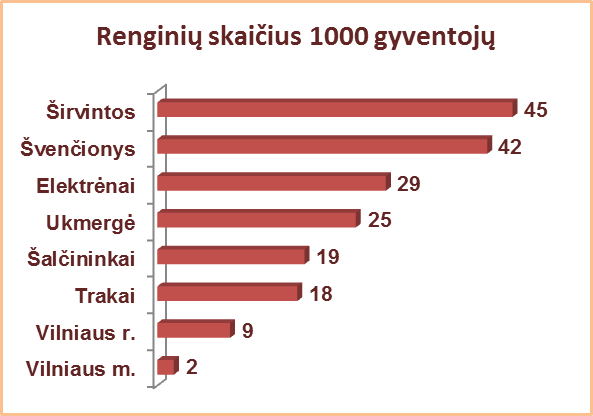 Renginių skaičius 1000 gyventojų
Širvintos 45
Švenčionys 42
Elektrėnai 29
Ukmergė 25
Šalčininkai 19
Trakai 18
Vilniaus r. 9
Vilniaus m. 2